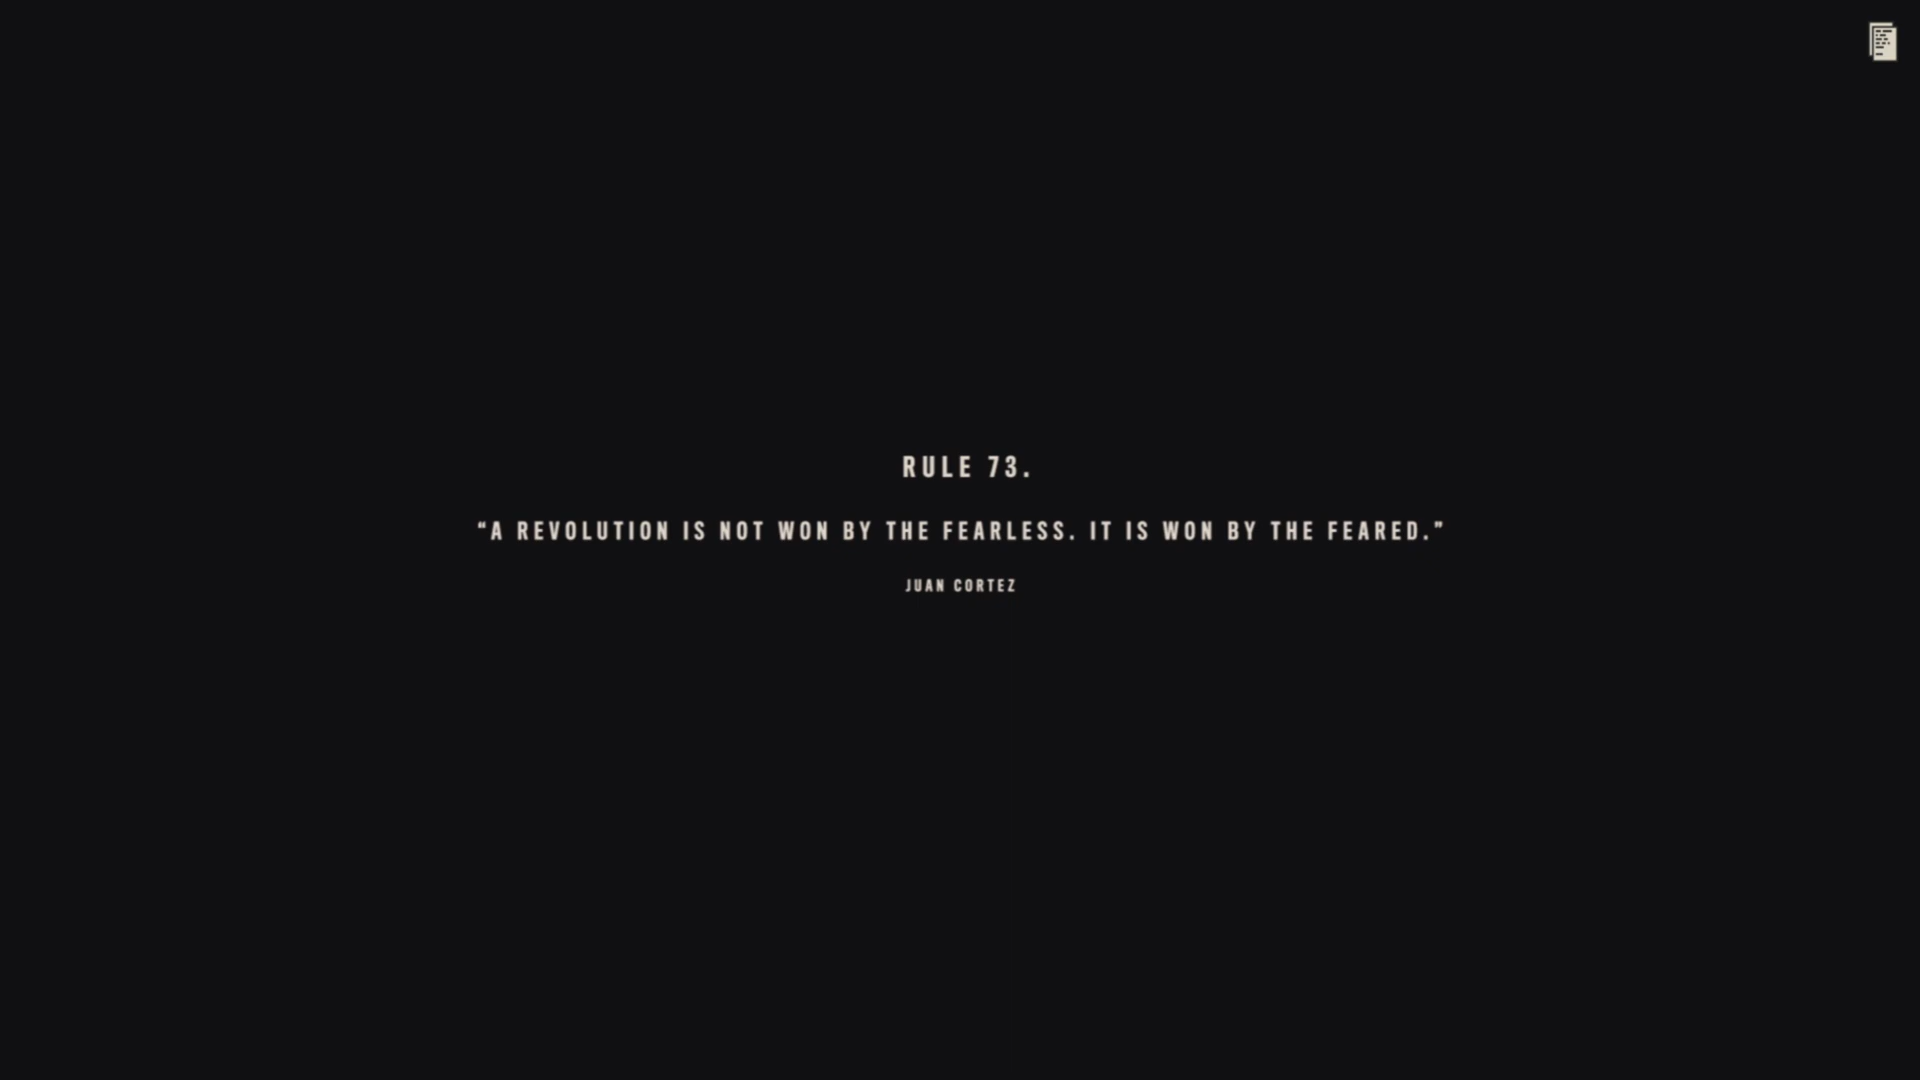 RULE 73.
“A REVOLUTION IS NOT WON BY THE FEARLESS. IT IS WON BY THE FEARED.”
JUAN CORTEZ